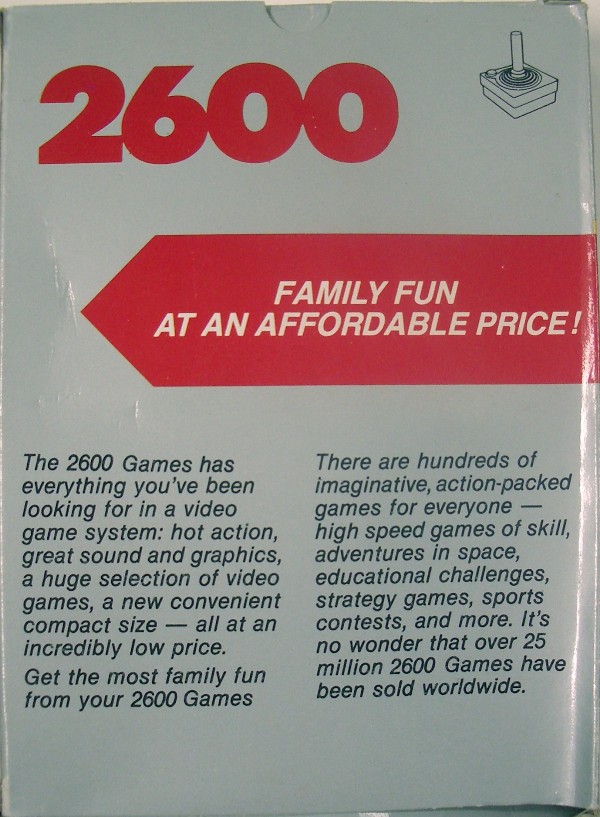 2600
FAMILY FUN
AT AN AFFORDABLE PRICE!
The 2600 Games has
everything you've been
looking for in a video
game system: hot action,
great sound and graphics,
a huge selection of video
games, a new convenient
compact size — all at an
incredibly low price.
Get the most family fun
from your 2600 Games
There are hundreds of
imaginative, action-packed
games for everyone —
high speed games of skill,
adventures in space,
educational challenges,
strategy games, sports
contests, and more. It's
no wonder that over 25
million 2600 Games have
been sold worldwide.